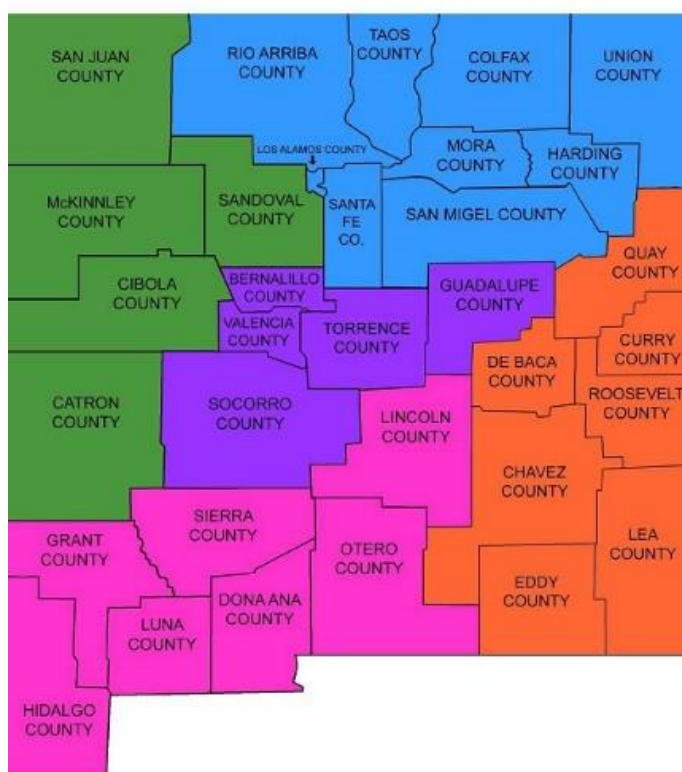 SAN JUAN
COUNTY
RIO ARRIBA
COUNTY
TAOS
COUNTY
COLFAX
COUNTY
UNION
COUNTY
LOS ALAMOS COUNTY
MORA
COUNTY
HARDING
COUNTY
McKINNLEY
COUNTY
SANDOVAL
COUNTY
SANTA
FE
CO.
SAN MIGEL COUNTY
QUAY
COUNTY
CIBOLA
COUNTY
BERNALILLO
COUNTY
GUADALUPE
COUNTY
VALENCIA
COUNTY
TORRENCE
COUNTY
CURRY
COUNTY
DE BACA
COUNTY
ROOSEVELT
COUNTY
CATRON
COUNTY
SOCORRO
COUNTY
LINCOLN
COUNTY
CHAVEZ
COUNTY
SIERRA
COUNTY
GRANT
COUNTY
OTERO
COUNTY
LEA
COUNTY
EDDY
COUNTY
DONA ANA
COUNTY
LUNA
COUNTY
HIDALGO
COUNTY